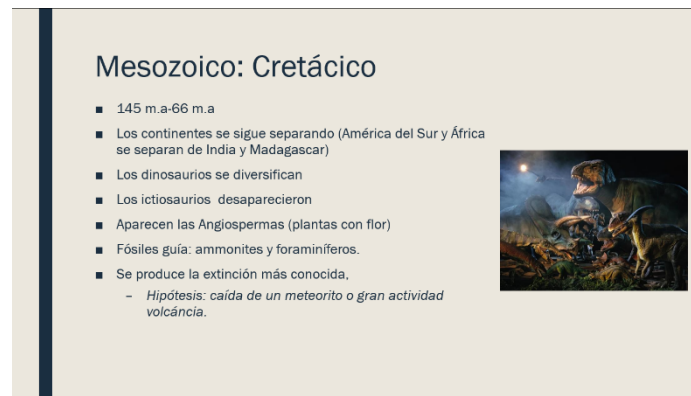 Mesozoico: Cretácico
■ 145 m.a-66 m.a
■ Los continentes se sigue separando (América del Sur y África
se separan de India y Madagascar)
■ Los dinosaurios se diversifican
■ Los ictiosaurios desaparecieron
■ Aparecen las Angiospermas (plantas con flor)
■ Fósiles guía: ammonites y foraminíferos.
■ Se produce la extinción más conocida,
– Hipótesis: caída de un meteorito o gran actividad
volcáncia.